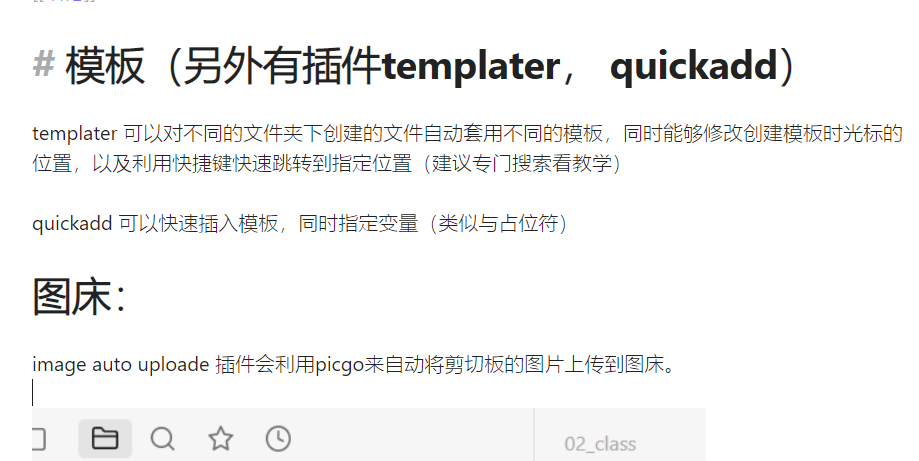 # 模板（另外有插件templater， quickadd）
templater 可以对不同的文件夹下创建的文件自动套用不同的模板，同时能够修改创建模板时光标的
位置，以及利用快捷键快速跳转到指定位置（建议专门搜索看教学）
quickadd 可以快速插入模板，同时指定变量（类似与占位符）
图床：
image auto uploade 插件会利用picgo来自动将剪切板的图片上传到图床。
02_class